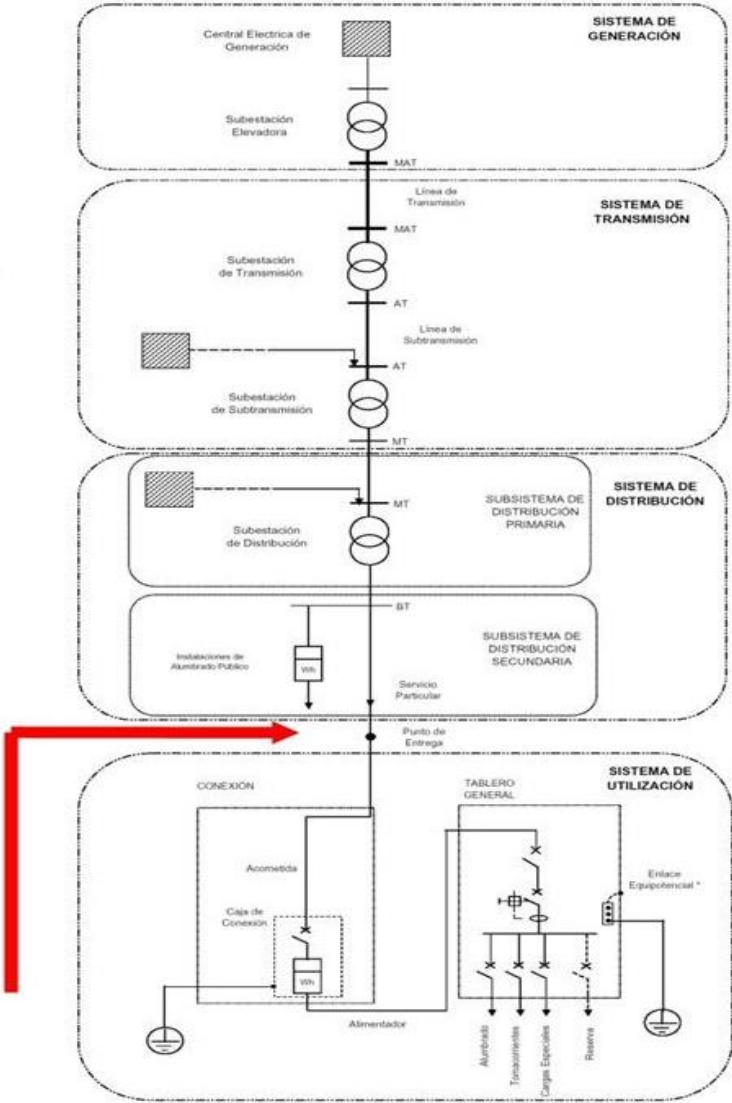 SISTEMA DE
GENERACIÓN
Central Electrica de
Generación
Subestación
Elevadora
MAT
Línea de
Transmisión
SISTEMA DE
TRANSMISIÓN
MAT
Subestación
de Transmisión
AT
Línea de
Subtransmisión
AT
Subestación
de Subtransmisión
MT
SISTEMA DE
DISTRIBUCIÓN
SUBSISTEMA DE
DISTRIBUCIÓN
PRIMARIA
MT
Subestación
de Distribución
BT
SUBSISTEMA DE
DISTRIBUCIÓN
SECUNDARIA
Instalaciones de
Alumbrado Público
Wh
Servicio
Particular
Punto de
Entrega
SISTEMA DE
UTILIZACIÓN
CONEXIÓN
TABLERO
GENERAL
Acometida
Enlace
Equipotencial *
Caja de
Conexión
Wh
Alimentador
Alumbrado
Tomacorrientes
Cargas Especiales
Reserva